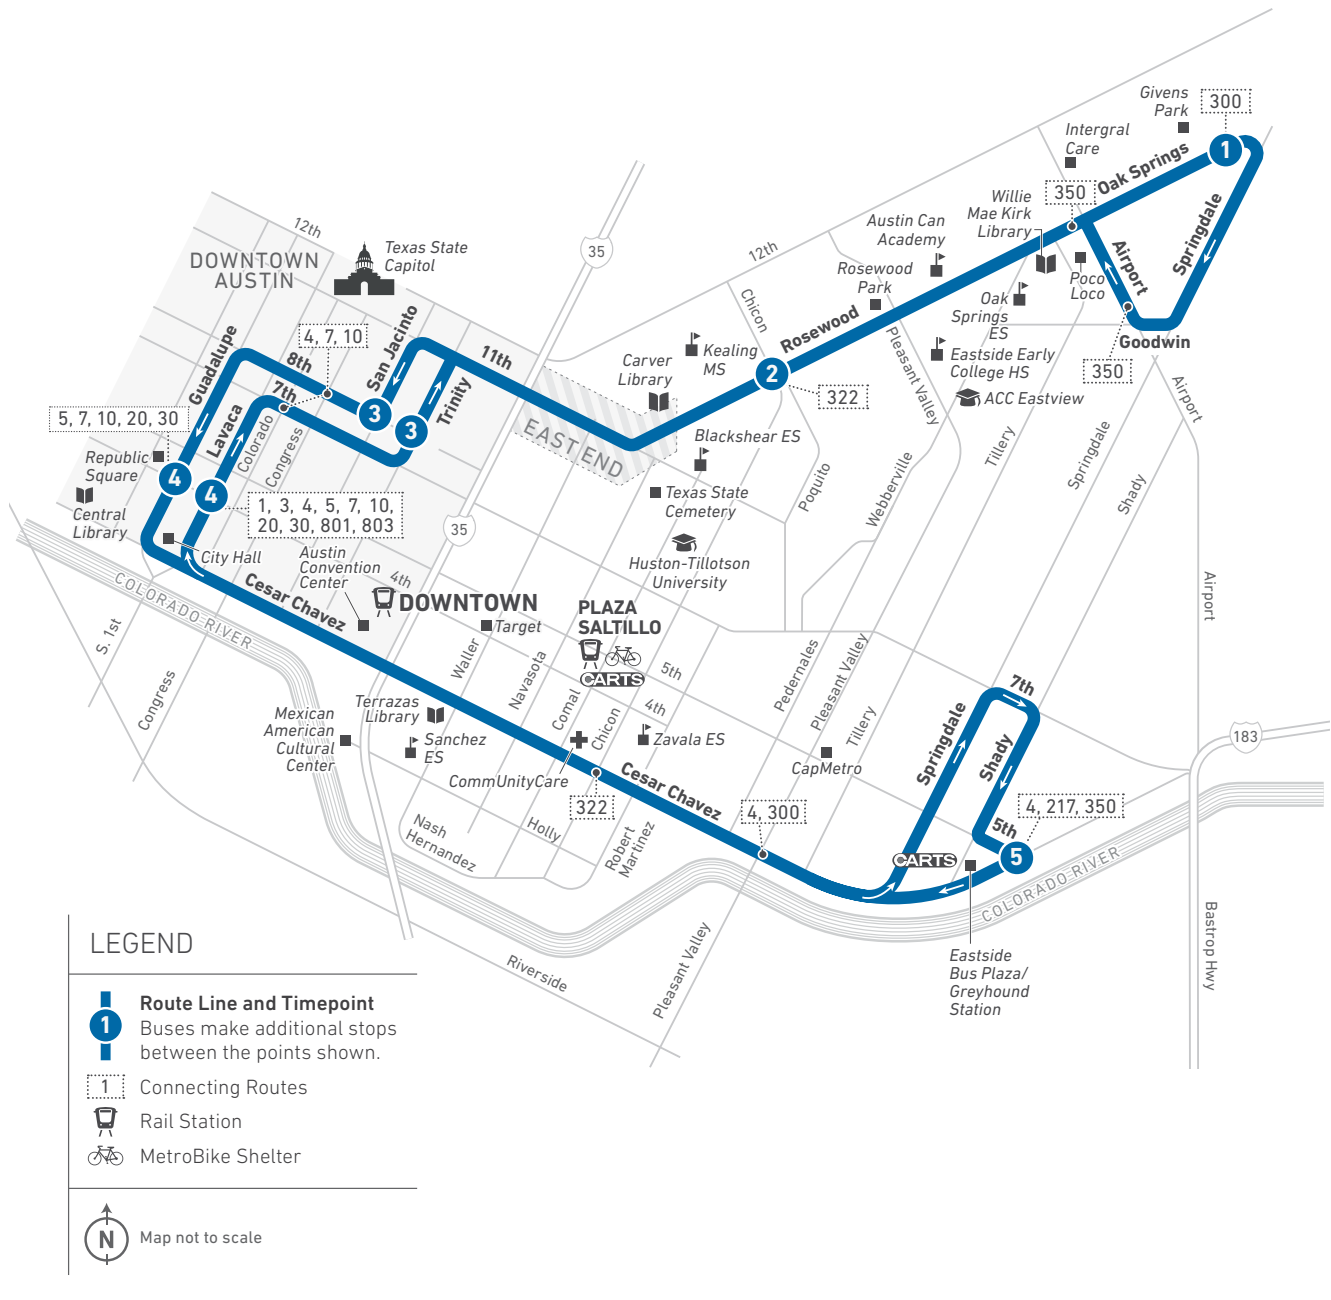 Givens
Park
300
Intergral
Care
1
Oak Springs
350
Willie
Mae Kirk
Library
Springdale
12th
12th
35
DOWNTOWN
AUSTIN
Texas State
Capitol
Austin Can
Academy
Rosewood
Park
Airport
Poco
Loco
Oak
Springs
ES
Chicon
Rosewood
Goodwin
350
Guadalupe
8th
4, 7, 10
San Jacinto
11th
Kealing
MS
Carver
Library
2
322
Pleasant Valley
Eastside Early
College HS
ACC Eastview
Airport
7th
Trinity
3
3
5, 7, 10, 20, 30
Lavaca
Colorado
Congress
Republic
Square
4
4
EAST END
Blackshear ES
Texas State
Cemetery
Poquito
Webberville
Tillery
Springdale
Shady
Central
Library
1, 3, 4, 5, 7, 10,
20, 30, 801, 803
35
City Hall
Austin
Convention
Center
4th
Huston-Tillotson
University
Airport
COLORADO RIVER
Cesar Chavez
DOWNTOWN
PLAZA
SALTILLO
Target
CARTS
S. 1st
Congress
Waller
Navasota
Comal
Chicon
5th
4th
Pedernales
Pleasant Valley
Tillery
7th
Terrazas
Library
Mexican
American
Cultural
Center
Sanchez
ES
Zavala ES
CapMetro
Springdale
Shady
183
CommUnityCare
Cesar Chavez
322
4, 300
4, 217, 350
5th
5
CARTS
Nash
Hernandez
Holly
Robert
Martinez
COLORADO RIVER
Riverside
Pleasant Valley
Eastside
Bus Plaza/
Greyhound
Station
Bastrop Hwy
LEGEND
1
Route Line and Timepoint
Buses make additional stops
between the points shown.
1
Connecting Routes
Rail Station
MetroBike Shelter
N
Map not to scale